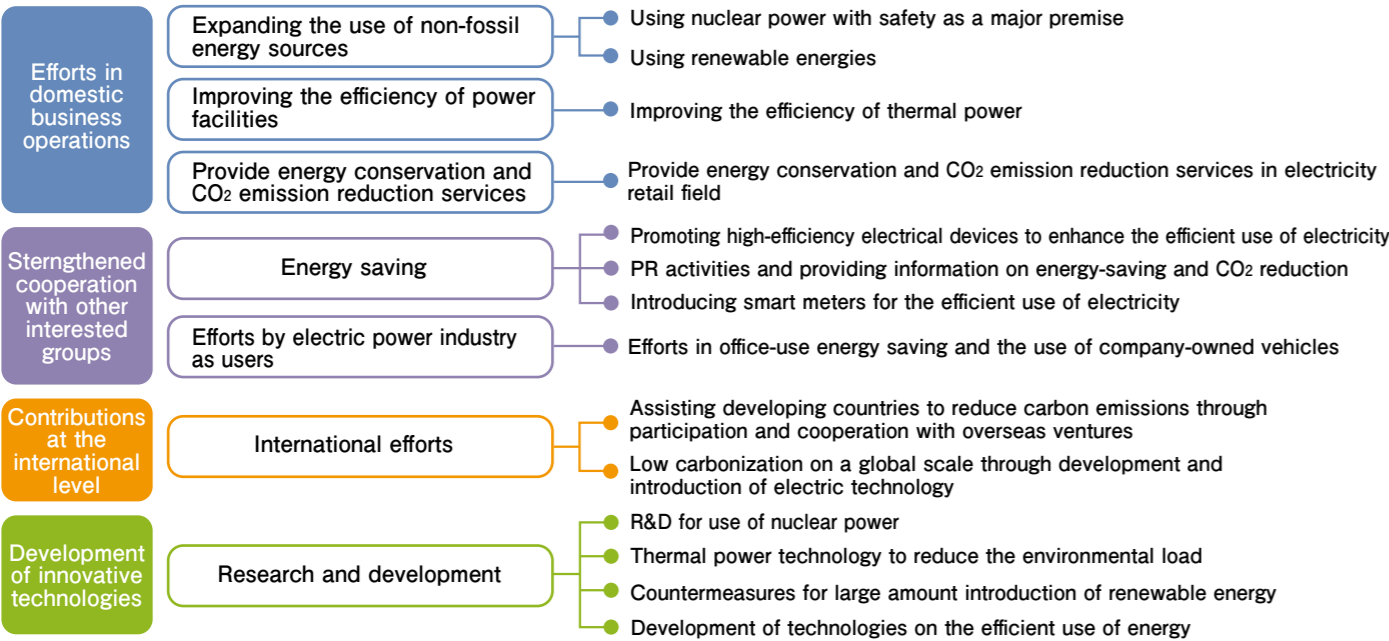 Efforts in
domestic
business
operations
Expanding the use of non-fossil
energy sources
Using nuclear power with safety as a major premise
Using renewable energies
Improving the efficiency of power
facilities
Improving the efficiency of thermal power
Provide energy conservation and
CO2 emission reduction services
Provide energy conservation and CO2 emission reduction services in electricity
retail field
Sterngthened
cooperation
with other
interested
groups
Energy saving
Promoting high-efficiency electrical devices to enhance the efficient use of electricity
PR activities and providing information on energy-saving and CO2 reduction
Introducing smart meters for the efficient use of electricity
Efforts by electric power industry
as users
Efforts in office-use energy saving and the use of company-owned vehicles
Contributions
at the
international
level
International efforts
Assisting developing countries to reduce carbon emissions through
participation and cooperation with overseas ventures
Low carbonization on a global scale through development and
introduction of electric technology
Development
of innovative
technologies
Research and development
R&D for use of nuclear power
Thermal power technology to reduce the environmental load
Countermeasures for large amount introduction of renewable energy
Development of technologies on the efficient use of energy